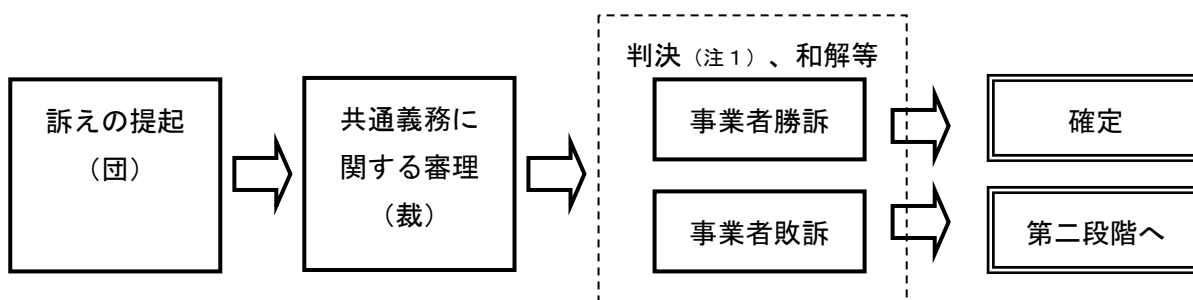 訴えの提起
（団）
共通義務に
関する審理
（裁）
判決（注１）、和解等
事業者勝訴
事業者敗訴
確定
第二段階へ